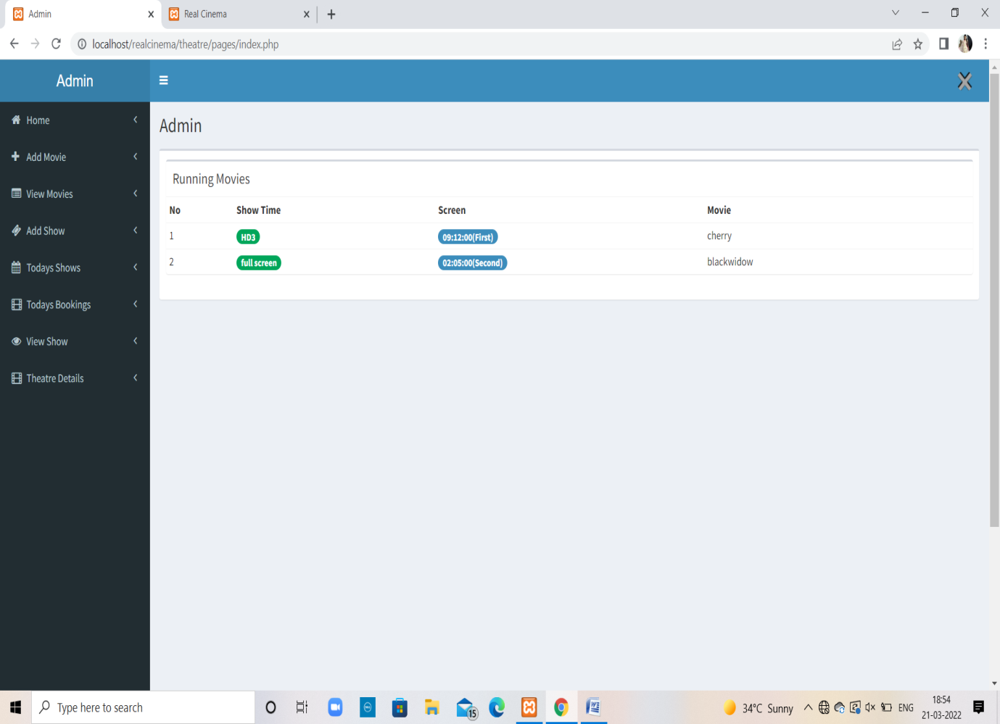 Admin
Real Cinema
localhost/realcinema/theatre/pages/index.php
Admin
Home
Add Movie
View Movies
Add Show
Todays Shows
Todays Bookings
View Show
Theatre Details
Admin
Running Movies
No Show Time Screen Movie
1 HD3 09:12:00(First) cherry
2 full screen 02:05:00(Second) blackwidow
Type here to search
15
34°C Sunny
ENG
18:54
21-03-2022